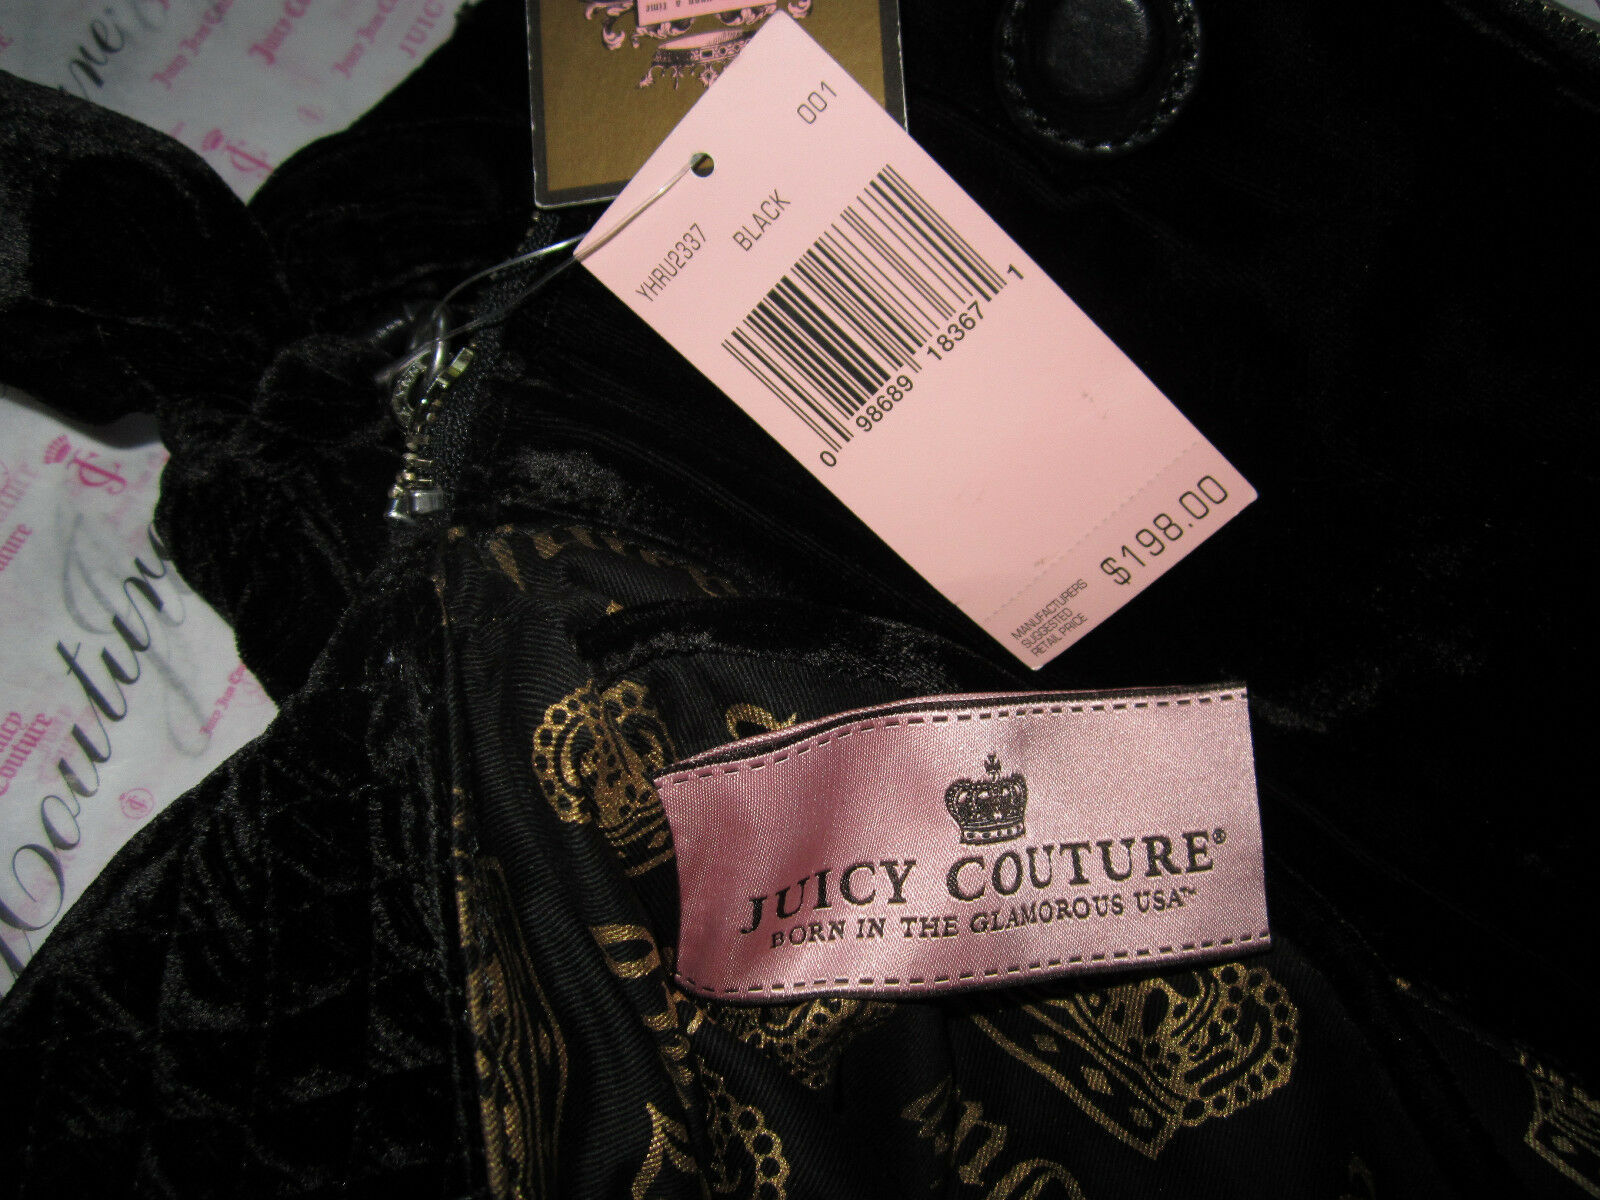 a time
001
BLACK
YHRU2337
0 98689 18367 1
$198.00
MANUFACTURERS
SUGGESTED
RETAIL PRICE
JUICY COUTURE®
BORN IN THE GLAMOROUS USA™
Couture
Couture